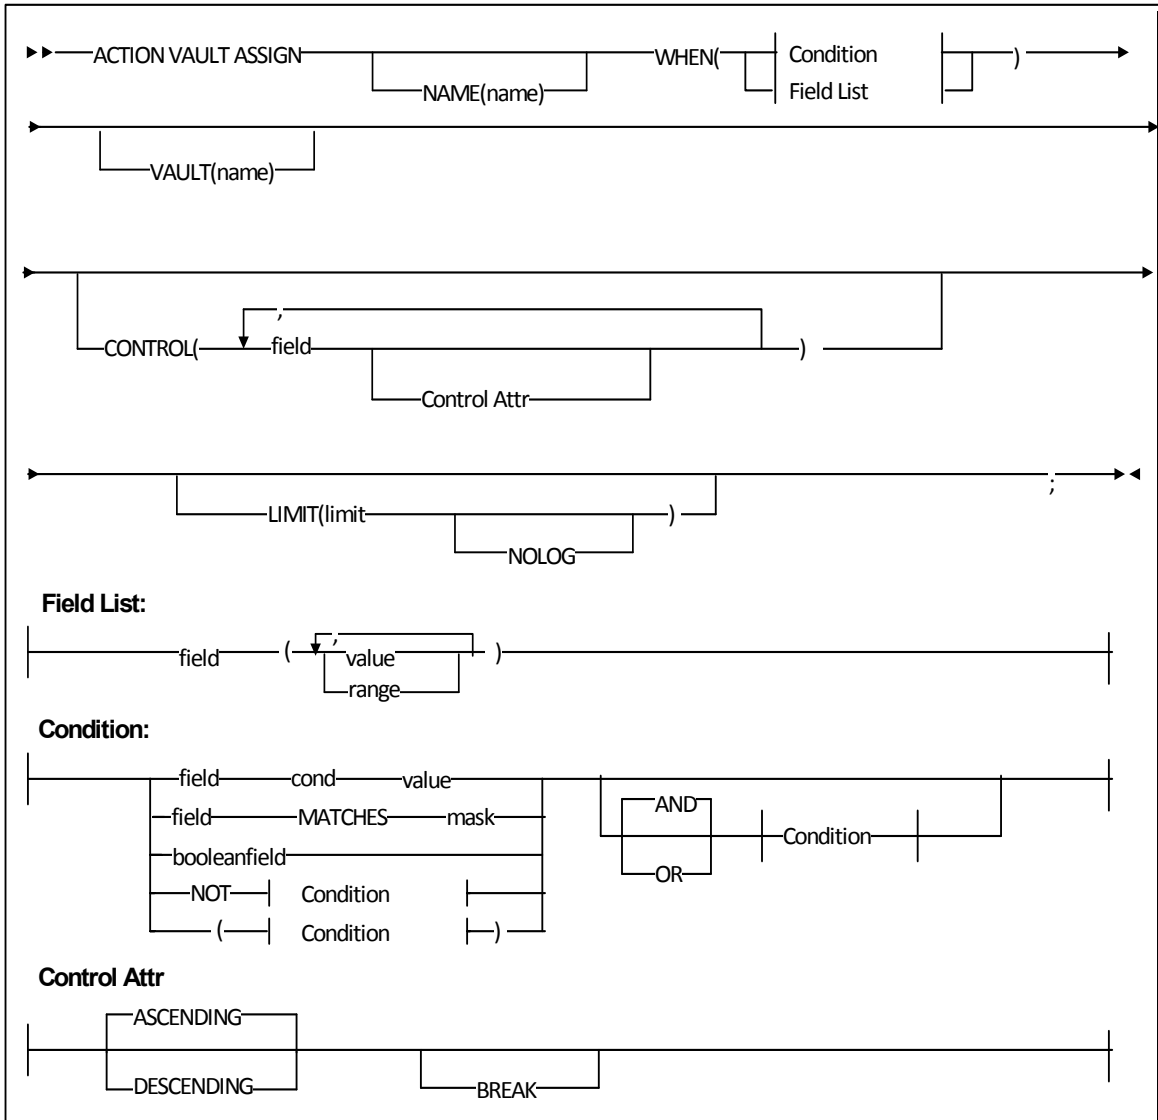 ACTION VAULT ASSIGN WHEN( Condition )
NAME(name) Field List
VAULT(name)
,
CONTROL( field )
Control Attr
;
LIMIT(limit )
NOLOG
Field List:
,
field ( value )
range
Condition:
field cond value
field MATCHES mask
AND
booleanfield
Condition
OR
NOT Condition
( Condition )
Control Attr
ASCENDING
DESCENDING
BREAK